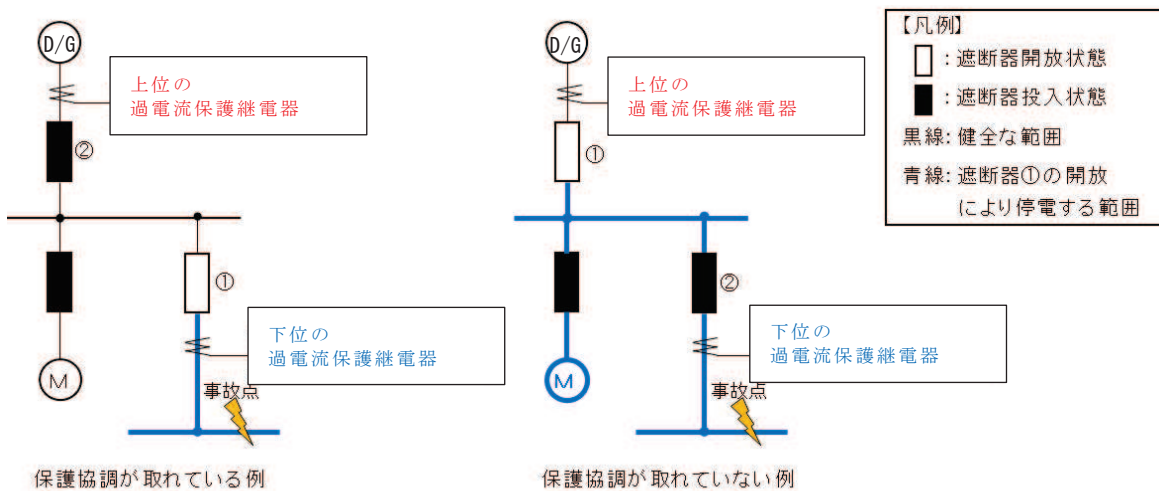 D/G
上位の
過電流保護継電器
②
①
下位の
過電流保護継電器
M
事故点
保護協調が取れている例
D/G
上位の
過電流保護継電器
①
②
下位の
過電流保護継電器
M
事故点
保護協調が取れていない例
【凡例】
：遮断器開放状態
：遮断器投入状態
黒線：健全な範囲
青線：遮断器①の開放
により停電する範囲